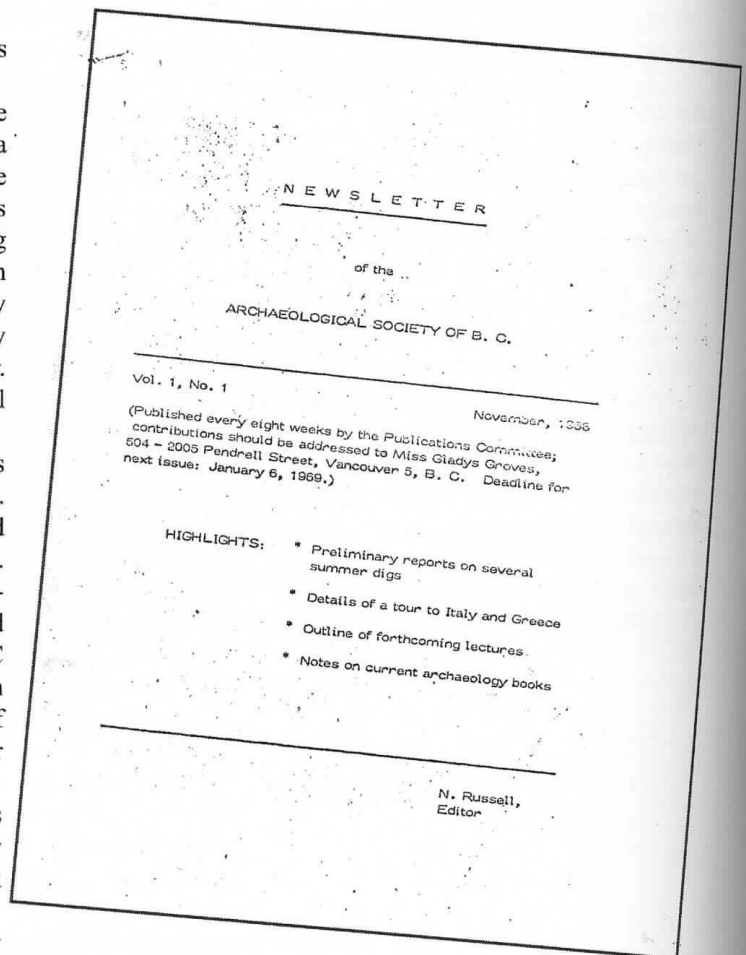 NEWSLETTER
of the
ARCHAEOLOGICAL SOCIETY OF B. C.
Vol. 1, No. 1
November,
(Published every eight weeks by the Publications Committee;
contributions should be addressed to Miss Gladys Groves,
504 - 2005 Pendrell Street, Vancouver 5, B. C. Deadline for
next issue: January 6, 1969.)
HIGHLIGHTS:
* Preliminary reports on several
summer digs
* Details of a tour to Italy and Greece
* Outline of forthcoming lectures
* Notes on current archaeology books
N. Russell,
Editor